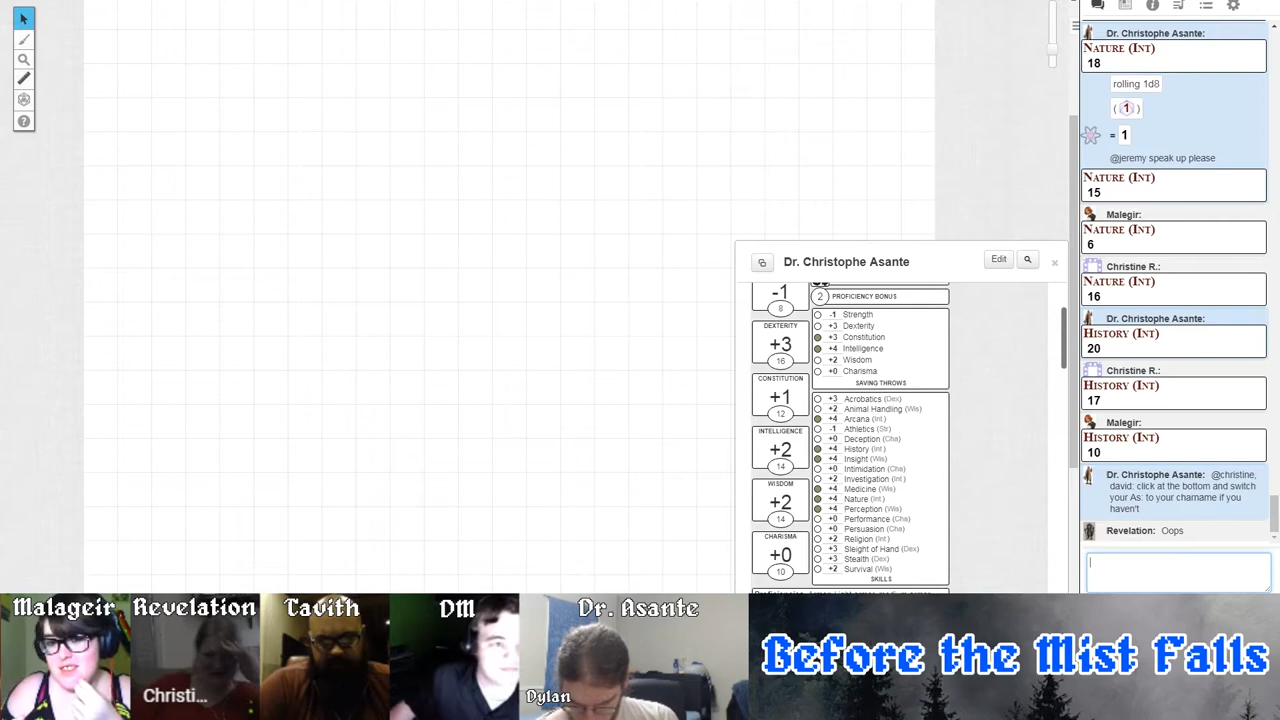 Dr. Christophe Asante:
NATURE (INT)
18
rolling 1d8
( 1 )
= 1
@jeremy speak up please
NATURE (INT)
15
Malegir:
NATURE (INT)
6
Christine R.:
NATURE (INT)
16
Dr. Christophe Asante:
HISTORY (INT)
20
Christine R.:
HISTORY (INT)
17
Malegir:
HISTORY (INT)
10
Dr. Christophe Asante: @christine,
david: click at the bottom and switch
your As: to your charname if you
haven't
Revelation: Oops
Dr. Christophe Asante
Edit
-1
8
DEXTERITY
+3
16
CONSTITUTION
+1
12
INTELLIGENCE
+2
14
WISDOM
+2
14
CHARISMA
+0
10
2 PROFICIENCY BONUS
-1 Strength
+3 Dexterity
+3 Constitution
+4 Intelligence
+2 Wisdom
+0 Charisma
SAVING THROWS
+3 Acrobatics (Dex)
+2 Animal Handling (Wis)
+4 Arcana (Int)
-1 Athletics (Str)
+0 Deception (Cha)
+4 History (Int)
+4 Insight (Wis)
+0 Intimidation (Cha)
+2 Investigation (Int)
+4 Medicine (Wis)
+4 Nature (Int)
+4 Perception (Wis)
+0 Performance (Cha)
+0 Persuasion (Cha)
+2 Religion (Int)
+3 Sleight of Hand (Dex)
+3 Stealth (Dex)
+2 Survival (Wis)
SKILLS
Malageir
Revelation
Tavith
DM
Dr. Asante
Christi...
Dylan
Before the Mist Falls